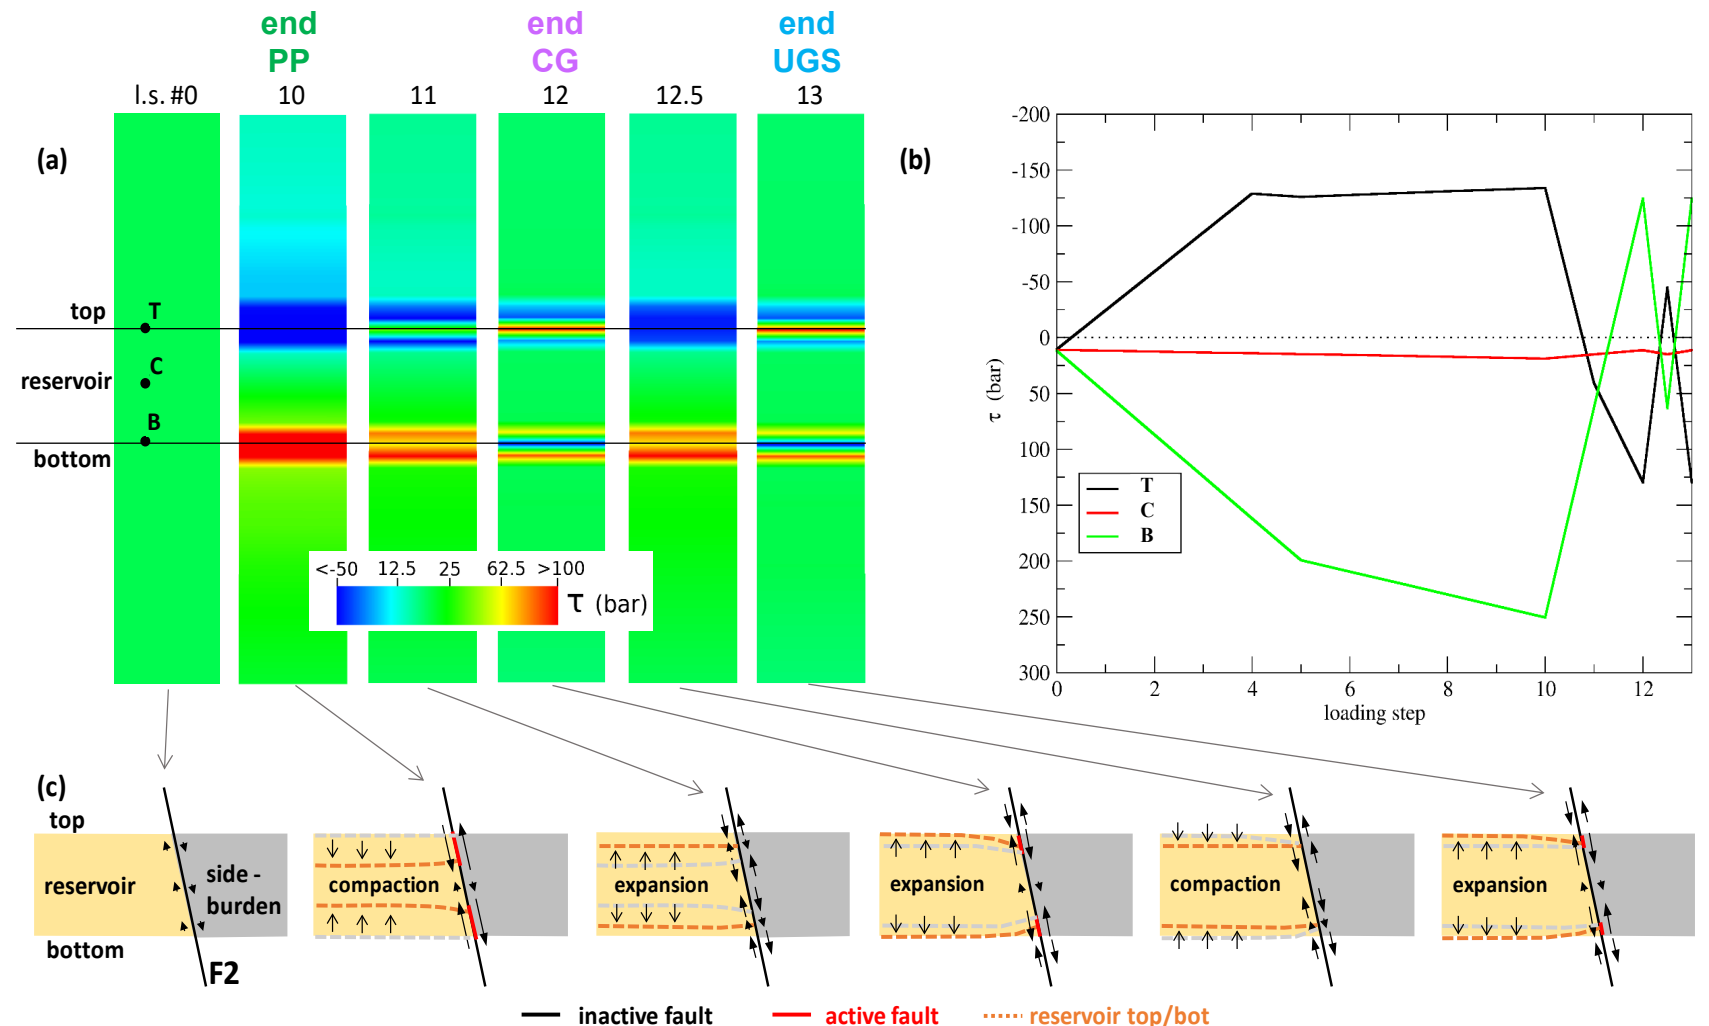 end end end
PP CG UGS
l.s. #0 10 11 12 12.5 13
(a)
top
T
C
reservoir
B
bottom
<-50 12.5 25 62.5 >100
τ (bar)
(b)
-200
-150
-100
-50
0
50
100
150
200
250
300
τ (bar)
T
C
B
0 2 4 6 8 10 12
loading step
(c)
top
reservoir
side -
burden
bottom
F2
compaction
expansion
expansion
compaction
expansion
inactive fault active fault reservoir top/bot